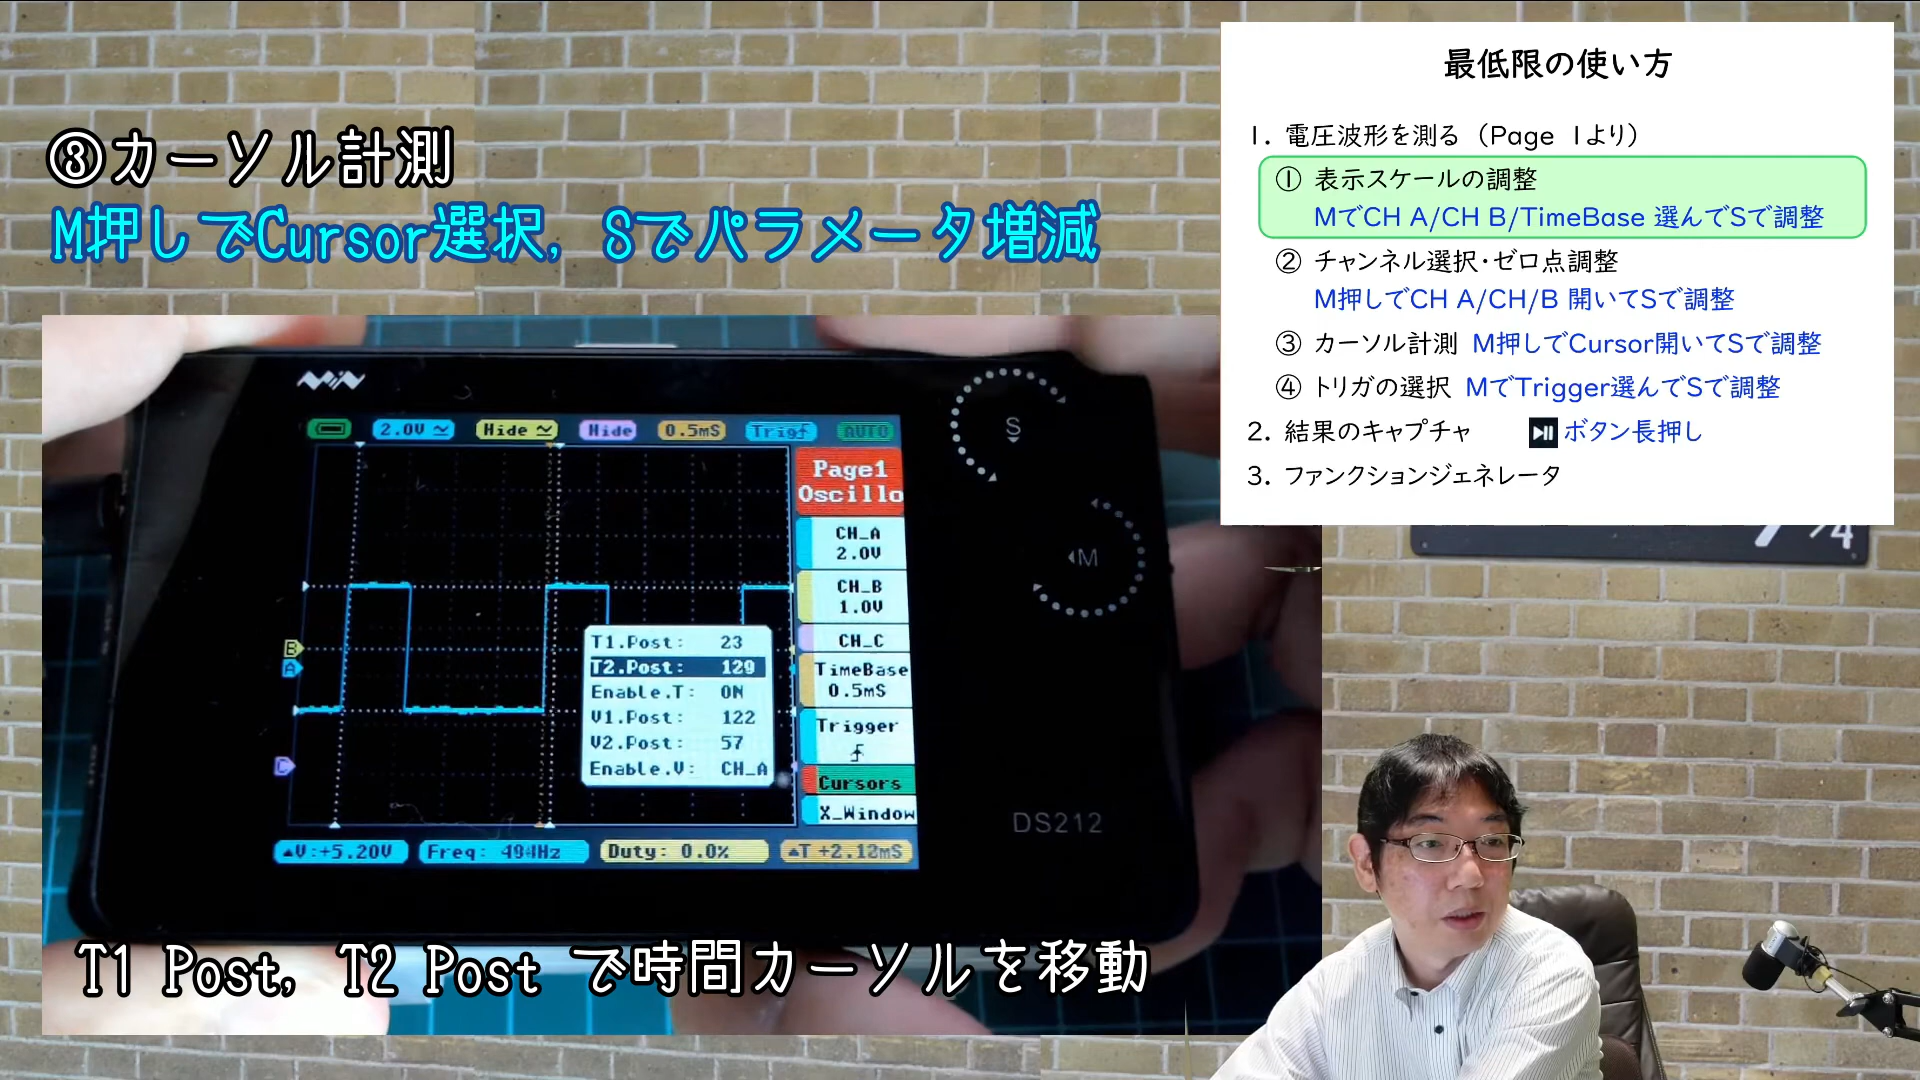 ③カーソル計測
M押しでCursor選択, Sでパラメータ増減
最低限の使い方
1. 電圧波形を測る（Page 1より）
① 表示スケールの調整
MでCH A/CH B/TimeBase 選んでSで調整
② チャンネル選択・ゼロ点調整
M押しでCH A/CH/B 開いてSで調整
③ カーソル計測 M押しでCursor開いてSで調整
④ トリガの選択 MでTrigger選んでSで調整
2. 結果のキャプチャ ボタン長押し
3. ファンクションジェネレータ
2.0V Hide Hide 0.5mS Trig AUTO
Page1
Oscillo
CH_A
2.0V
CH_B
1.0V
CH_C
TimeBase
0.5mS
Trigger
Cursors
X_Window
B
A
C
T1.Post: 23
T2.Post: 129
Enable.T: ON
V1.Post: 122
V2.Post: 57
Enable.V: CH_A
▲V:+5.20V Freq: 494Hz Duty: 0.0% ▲T +2.12mS
S
M
DS212
T1 Post, T2 Post で時間カーソルを移動